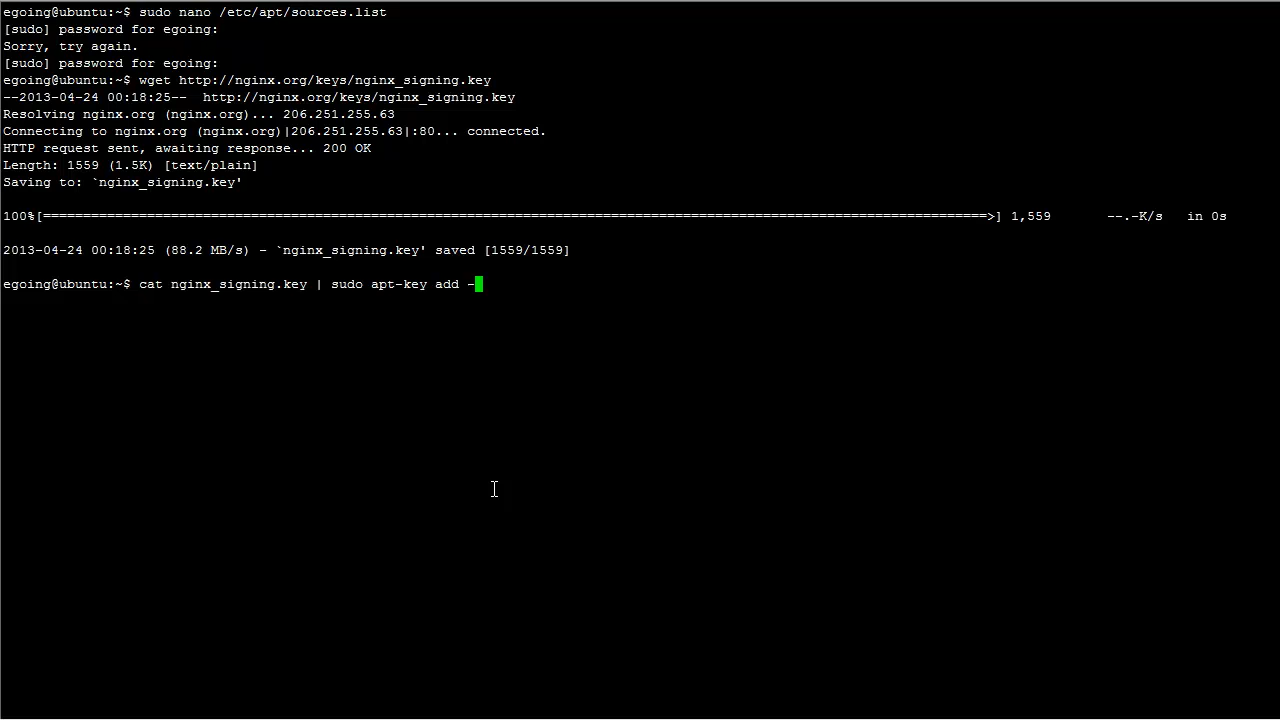 egoing@ubuntu:~$ sudo nano /etc/apt/sources.list
[sudo] password for egoing:
Sorry, try again.
[sudo] password for egoing:
egoing@ubuntu:~$ wget http://nginx.org/keys/nginx_signing.key
--2013-04-24 00:18:25--  http://nginx.org/keys/nginx_signing.key
Resolving nginx.org (nginx.org)... 206.251.255.63
Connecting to nginx.org (nginx.org)|206.251.255.63|:80... connected.
HTTP request sent, awaiting response... 200 OK
Length: 1559 (1.5K) [text/plain]
Saving to: `nginx_signing.key'
100%[======================================================================================================================>] 1,559       --.-K/s   in 0s
2013-04-24 00:18:25 (88.2 MB/s) - `nginx_signing.key' saved [1559/1559]
egoing@ubuntu:~$ cat nginx_signing.key | sudo apt-key add -